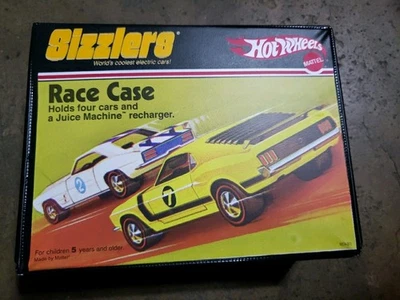 Sizzlers
World's coolest electric cars!
Hot Wheels
MATTEL
Race Case
Holds four cars and
a Juice Machine™ recharger.
2
7
For children 5 years and older.
Made by Mattel